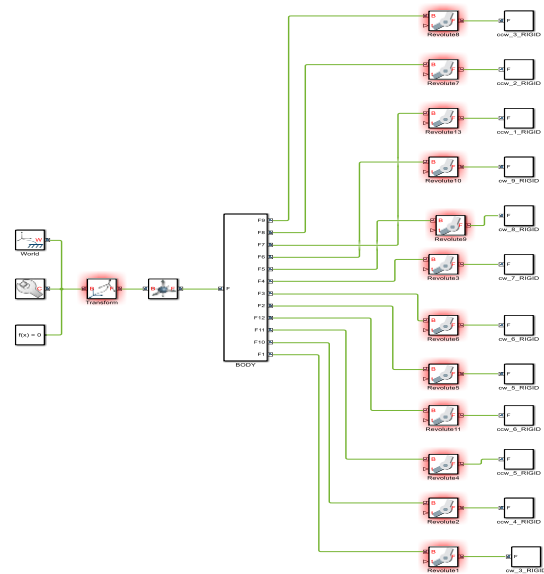 F
ccw_3_RIGID
Revolute8
F
ccw_2_RIGID
Revolute7
F
ccw_1_RIGID
Revolute13
F
cw_9_RIGID
Revolute10
F
cw_8_RIGID
Revolute9
F
cw_7_RIGID
Revolute3
F
cw_6_RIGID
Revolute6
F
cw_5_RIGID
Revolute5
F
ccw_6_RIGID
Revolute11
F
ccw_5_RIGID
Revolute4
F
ccw_4_RIGID
Revolute2
F
cw_3_RIGID
Revolute1
W
World
C
f(x) = 0
Transform
F
F9
F8
F7
F6
F5
F4
F3
F2
F12
F11
F10
F1
BODY